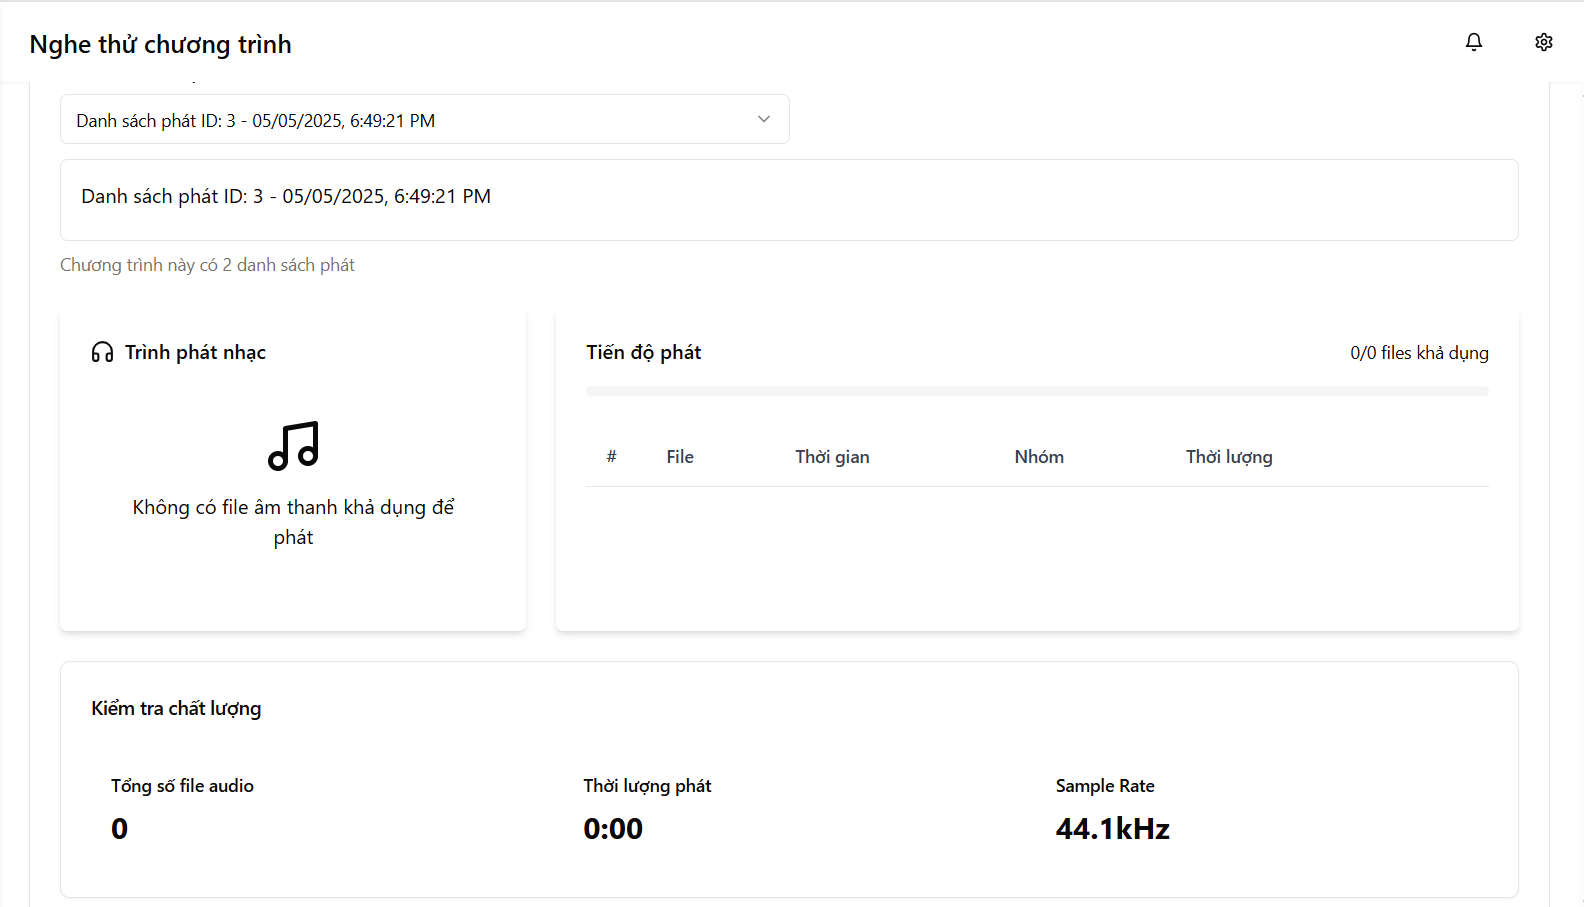 Nghe thử chương trình
Danh sách phát ID: 3 - 05/05/2025, 6:49:21 PM
Danh sách phát ID: 3 - 05/05/2025, 6:49:21 PM
Chương trình này có 2 danh sách phát
Trình phát nhạc
Không có file âm thanh khả dụng để
phát
Tiến độ phát
0/0 files khả dụng
# File Thời gian Nhóm Thời lượng
Kiểm tra chất lượng
Tổng số file audio
0
Thời lượng phát
0:00
Sample Rate
44.1kHz